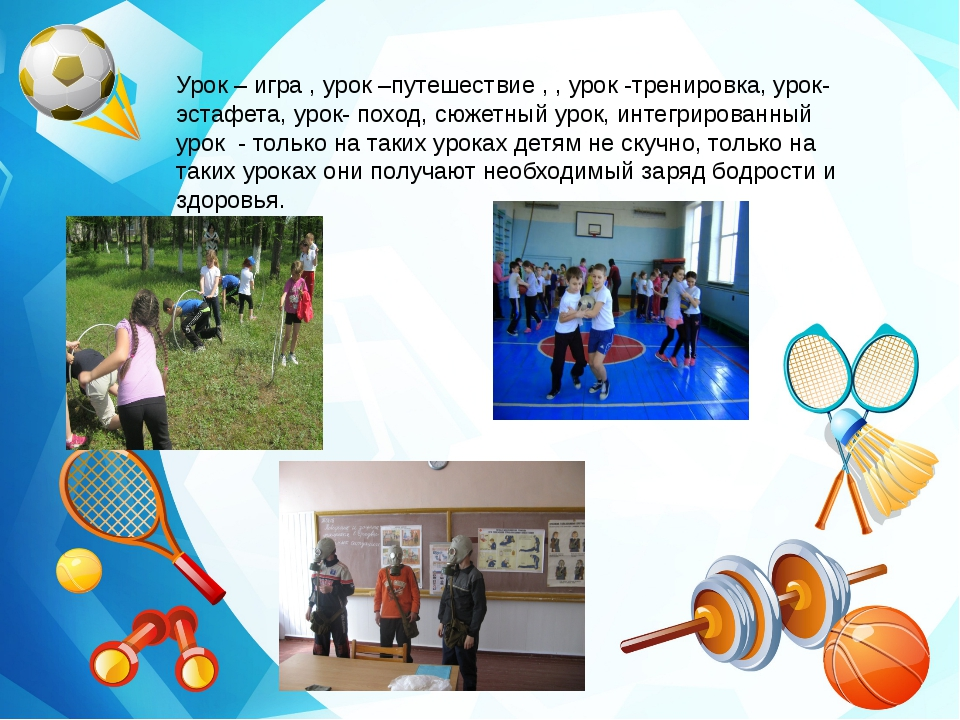 Урок – игра , урок –путешествие , , урок -тренировка, урок-
эстафета, урок- поход, сюжетный урок, интегрированный
урок  - только на таких уроках детям не скучно, только на
таких уроках они получают необходимый заряд бодрости и
здоровья.